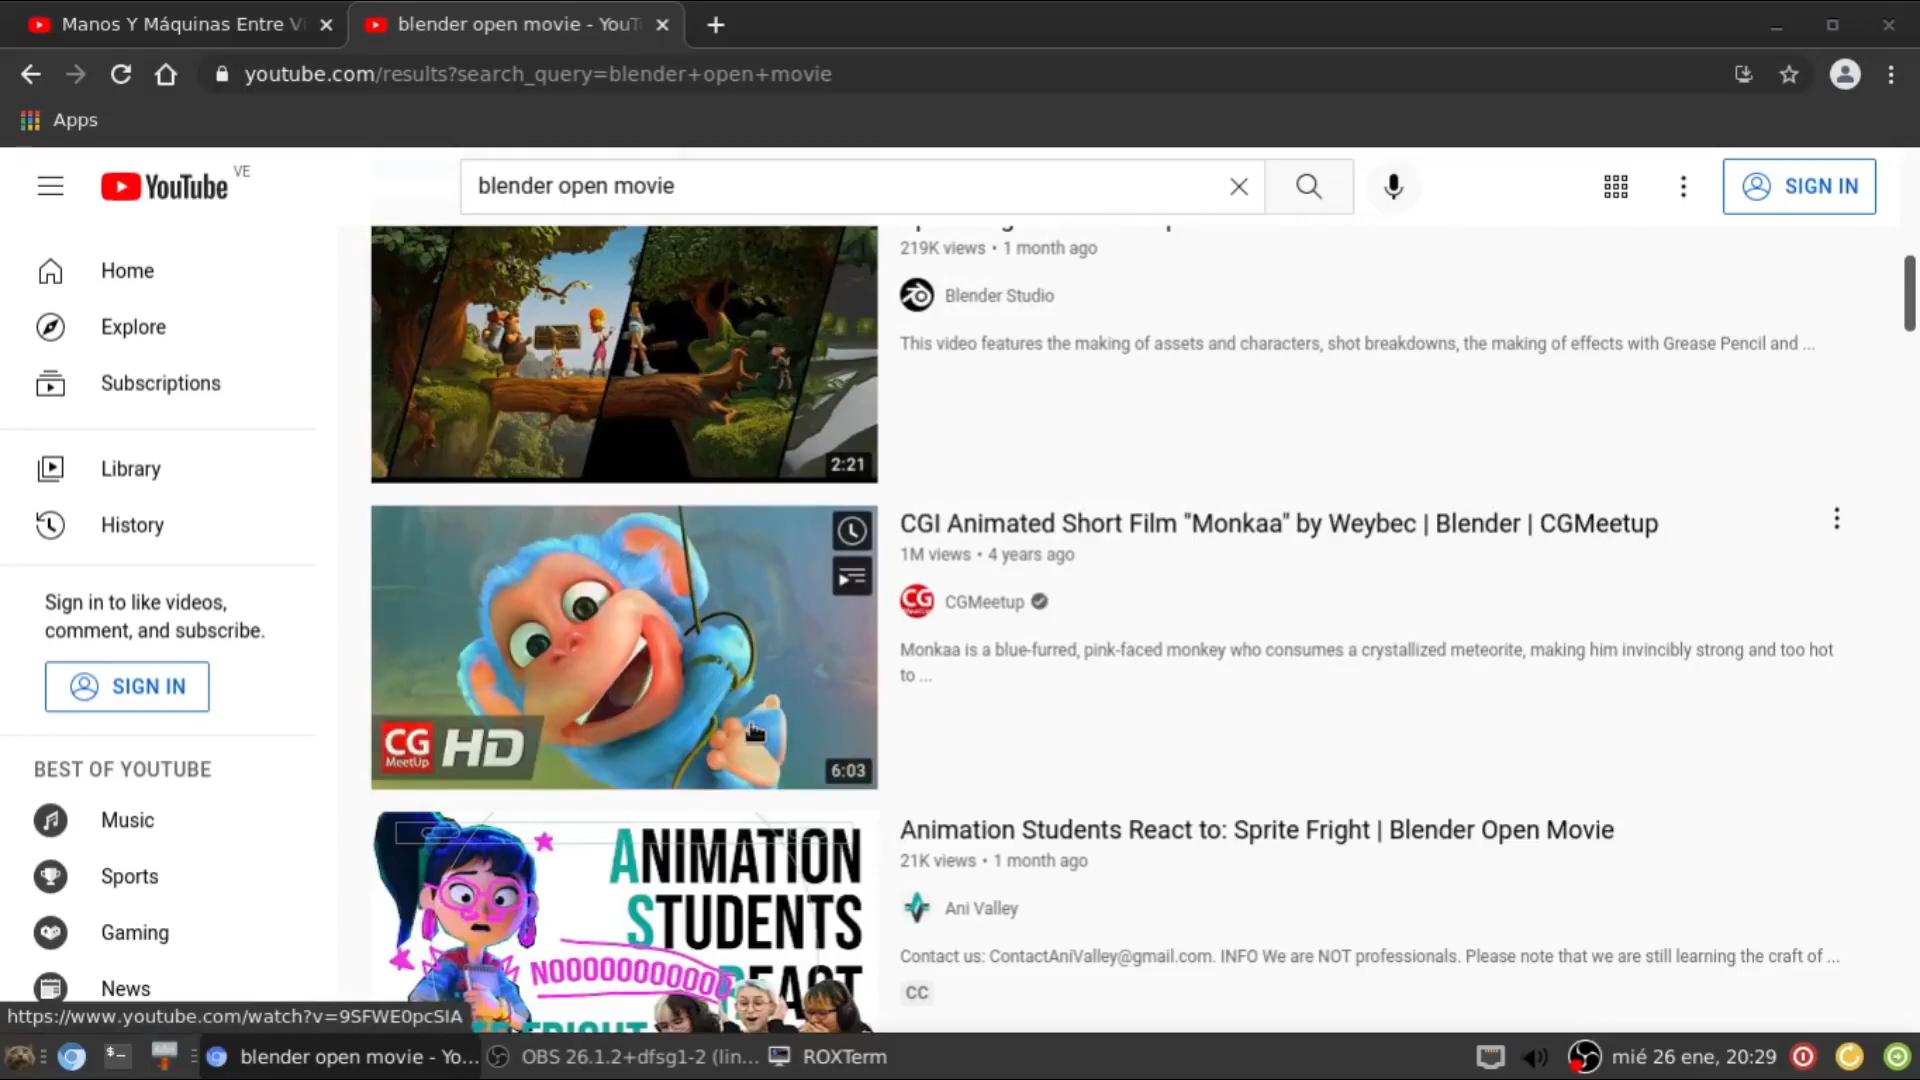 Manos Y Máquinas Entre Vi
blender open movie - YouT
youtube.com/results?search_query=blender+open+movie
Apps
YouTube
VE
blender open movie
SIGN IN
Home
Explore
Subscriptions
Library
History
Sign in to like videos,
comment, and subscribe.
SIGN IN
BEST OF YOUTUBE
Music
Sports
Gaming
News
219K views • 1 month ago
Blender Studio
This video features the making of assets and characters, shot breakdowns, the making of effects with Grease Pencil and ...
2:21
CGI Animated Short Film "Monkaa" by Weybec | Blender | CGMeetup
1M views • 4 years ago
CG
CGMeetup
Monkaa is a blue-furred, pink-faced monkey who consumes a crystallized meteorite, making him invincibly strong and too hot
to ...
CG
MeetUp
HD
6:03
Animation Students React to: Sprite Fright | Blender Open Movie
21K views • 1 month ago
Ani Valley
Contact us: ContactAniValley@gmail.com. INFO We are NOT professionals. Please note that we are still learning the craft of ...
CC
ANIMATION
STUDENTS
REACT
NOOOOOOOOOOO
FRIGHT
https://www.youtube.com/watch?v=9SFWE0pcSIA
blender open movie - Yo...
OBS 26.1.2+dfsg1-2 (lin...
ROXTerm
mié 26 ene, 20:29